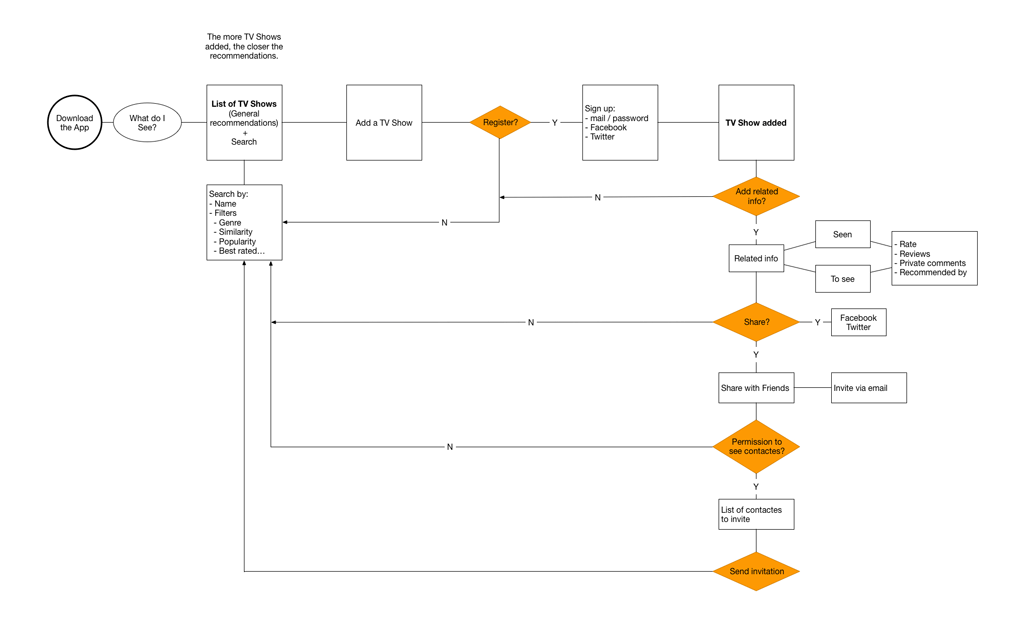 The more TV Shows
added, the closer the
recommendations.
Download
the App
What do I
See?
List of TV Shows
(General
recommendations)
+
Search
Add a TV Show
Register?
Y
Sign up:
- mail / password
- Facebook
- Twitter
TV Show added
Search by:
- Name
- Filters
- Genre
- Similarity
- Popularity
- Best rated...
N
N
Add related
info?
Y
Related info
Seen
To see
- Rate
- Reviews
- Private comments
- Recommended by
N
Share?
Y
Facebook
Twitter
Y
Share with Friends
Invite via email
N
Permission to
see contactes?
Y
List of contactes
to invite
Send invitation